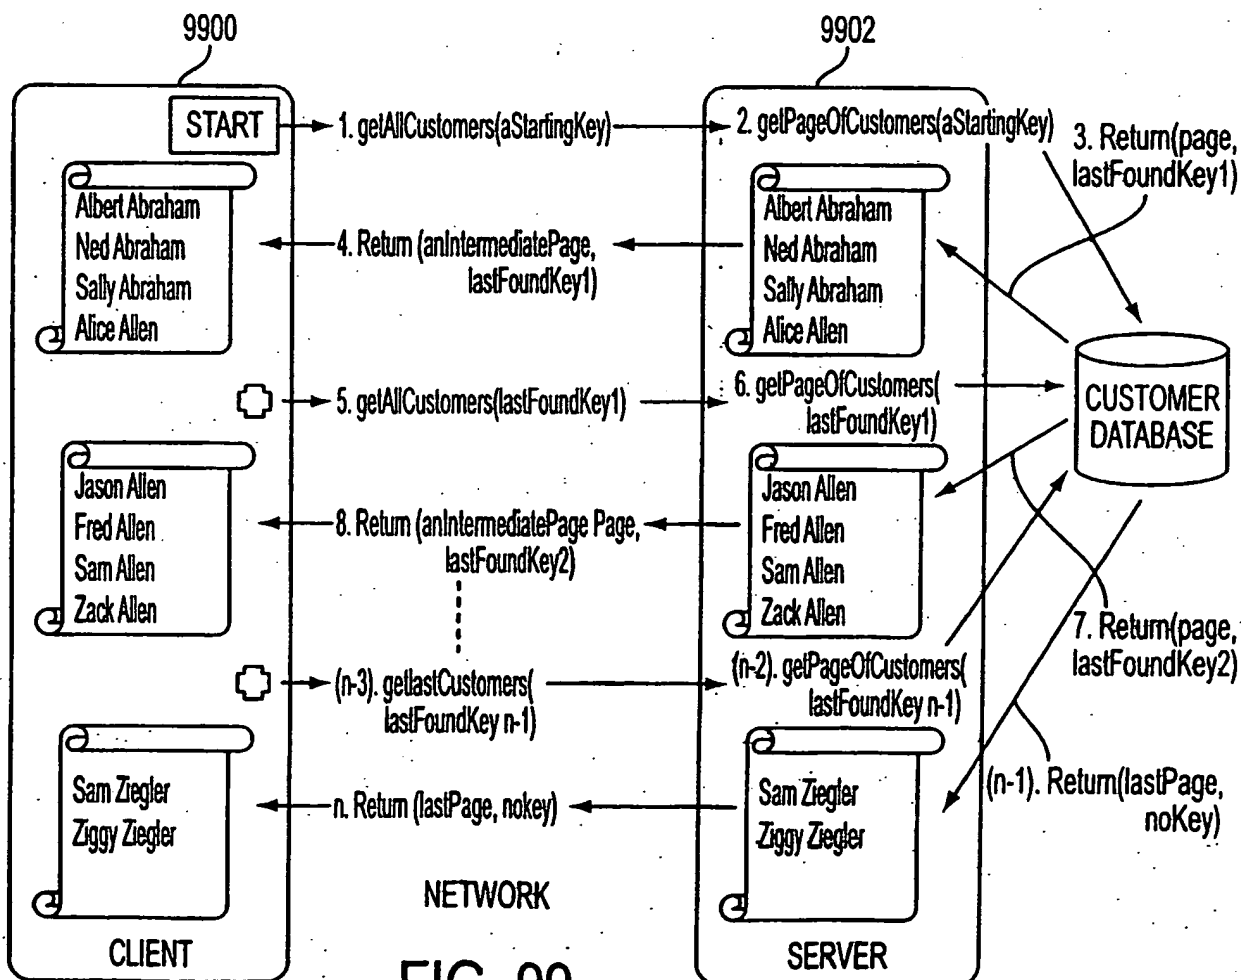 9900
9902
START
1. getAllCustomers(aStartingKey)
2. getPageOfCustomers(aStartingKey)
3. Return(page,
lastFoundKey1)
Albert Abraham
Ned Abraham
Sally Abraham
Alice Allen
4. Return (anIntermediatePage,
lastFoundKey1)
Albert Abraham
Ned Abraham
Sally Abraham
Alice Allen
5. getAllCustomers(lastFoundKey1)
6. getPageOfCustomers(
lastFoundKey1)
CUSTOMER
DATABASE
Jason Allen
Fred Allen
Sam Allen
Zack Allen
8. Return (anIntermediatePage Page,
lastFoundKey2)
Jason Allen
Fred Allen
Sam Allen
Zack Allen
7. Return(page,
lastFoundKey2)
(n-3). getlastCustomers(
lastFoundKey n-1)
(n-2). getPageOfCustomers(
lastFoundKey n-1)
Sam Ziegler
Ziggy Ziegler
n. Return (lastPage, nokey)
Sam Ziegler
Ziggy Ziegler
(n-1). Return(lastPage,
noKey)
NETWORK
CLIENT
SERVER
FIG. 99